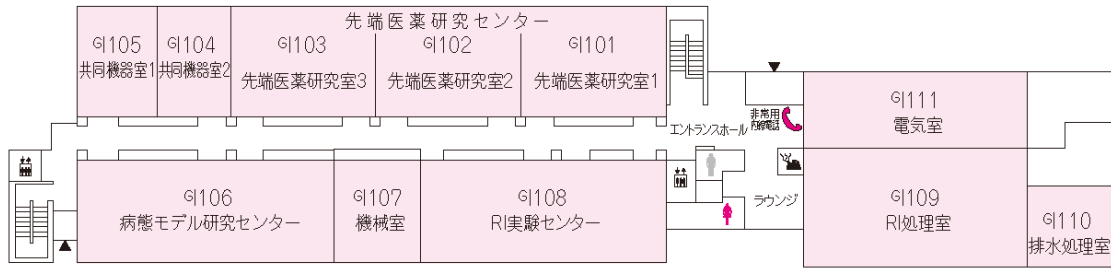 先端医薬研究センター
GI105
共同機器室1
GI104
共同機器室2
GI103
先端医薬研究室3
GI102
先端医薬研究室2
GI101
先端医薬研究室1
エントランスホール
非常用
内線電話
GI111
電気室
GI106
病態モデル研究センター
GI107
機械室
GI108
RI実験センター
ラウンジ
GI109
RI処理室
GI110
排水処理室